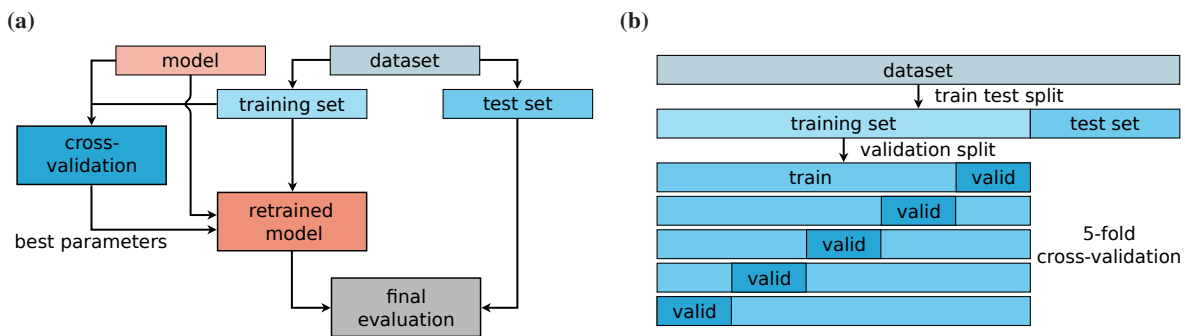 (a)
model
dataset
training set
test set
cross-
validation
retrained
model
best parameters
final
evaluation
(b)
dataset
train test split
training set
test set
validation split
train
valid
valid
valid
valid
valid
5-fold
cross-validation